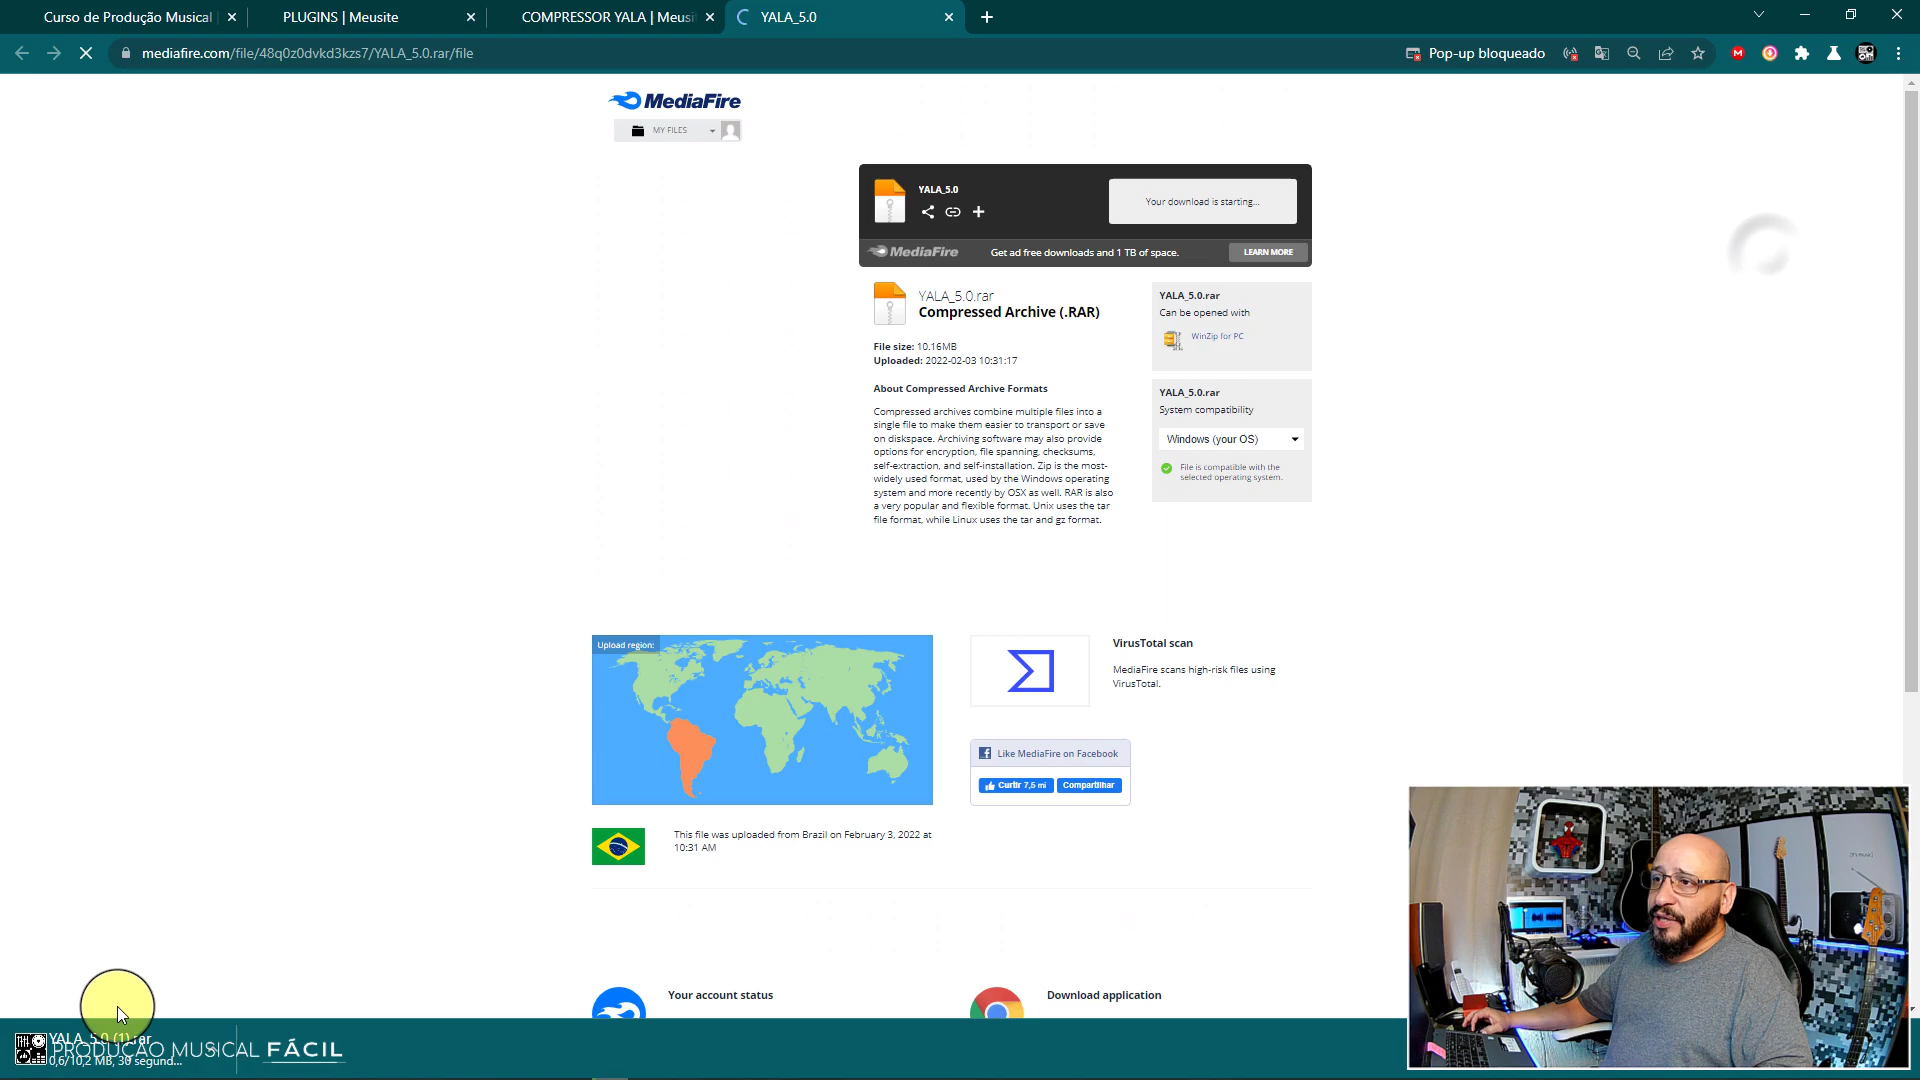 Curso de Produção Musical
PLUGINS | Meusite
COMPRESSOR YALA | Meusi
YALA_5.0
mediafire.com/file/48q0z0dvkd3kzs7/YALA_5.0.rar/file
Pop-up bloqueado
MediaFire
MY FILES
YALA_5.0
Your download is starting...
MediaFire
Get ad free downloads and 1 TB of space.
LEARN MORE
YALA_5.0.rar
Compressed Archive (.RAR)
File size: 10.16MB
Uploaded: 2022-02-03 10:31:17
About Compressed Archive Formats
Compressed archives combine multiple files into a
single file to make them easier to transport or save
on diskspace. Archiving software may also provide
options for encryption, file spanning, checksums,
self-extraction, and self-installation. Zip is the most-
widely used format, used by the Windows operating
system and more recently by OSX as well. RAR is also
a very popular and flexible format. Unix uses the tar
file format, while Linux uses the tar and gz format.
YALA_5.0.rar
Can be opened with
WinZip for PC
YALA_5.0.rar
System compatibility
Windows (your OS)
File is compatible with the
selected operating system.
Upload region:
VirusTotal scan
MediaFire scans high-risk files using
VirusTotal.
Like MediaFire on Facebook
Curtir 7,5 mi
Compartilhar
This file was uploaded from Brazil on February 3, 2022 at
10:31 AM
Your account status
Download application
YALA_5.0 (1).rar
0,6/10,2 MB, 30 segund...
PRODUÇÃO MUSICAL FÁCIL